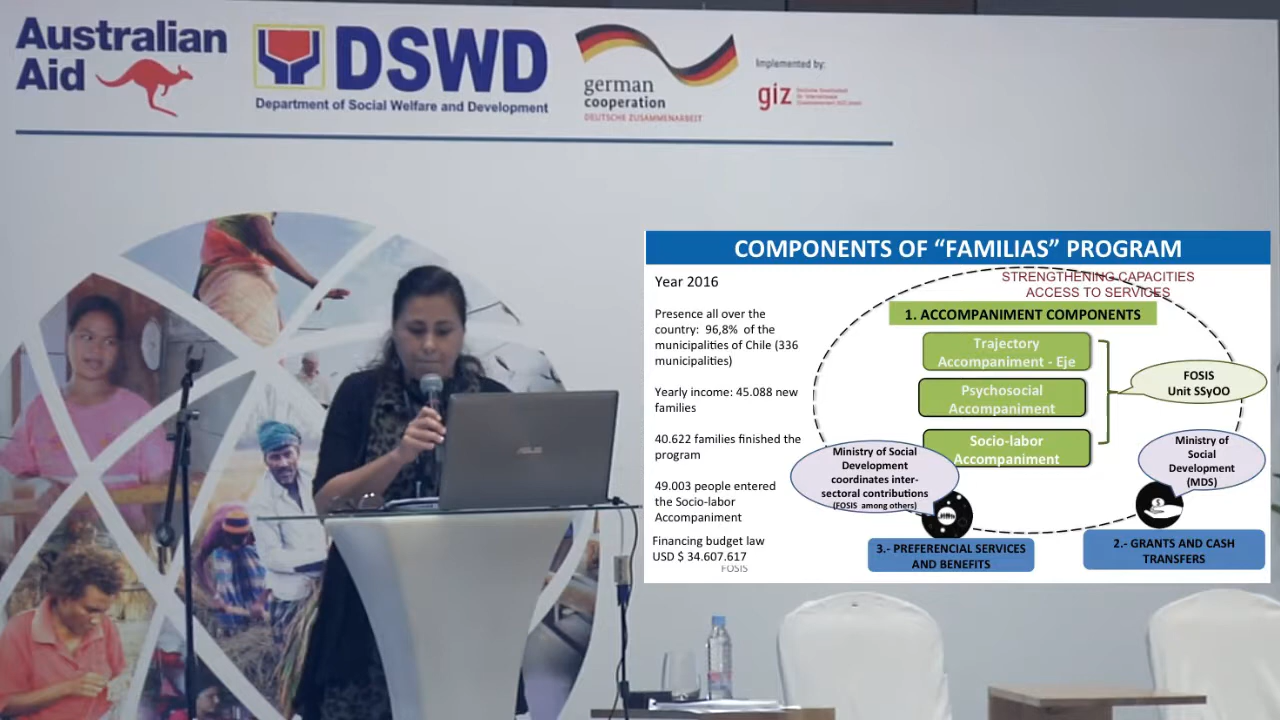 Australian
Aid
DSWD
Department of Social Welfare and Development
german
cooperation
DEUTSCHE ZUSAMMENARBEIT
Implemented by:
giz
COMPONENTS OF “FAMILIAS” PROGRAM
Year 2016
Presence all over the
country: 96,8% of the
municipalities of Chile (336
municipalities)
Yearly income: 45.088 new
families
40.622 families finished the
program
49.003 people entered
the Socio-labor
Accompaniment
Financing budget law
USD $ 34.607.617
FOSIS
STRENGTHENING CAPACITIES
ACCESS TO SERVICES
1. ACCOMPANIMENT COMPONENTS
Trajectory
Accompaniment - Eje
Psychosocial
Accompaniment
Socio-labor
Accompaniment
FOSIS
Unit SSyOO
Ministry of Social
Development
coordinates inter-
sectoral contributions
(FOSIS among others)
Ministry of
Social
Development
(MDS)
3.- PREFERENCIAL SERVICES
AND BENEFITS
2.- GRANTS AND CASH
TRANSFERS
ASUS